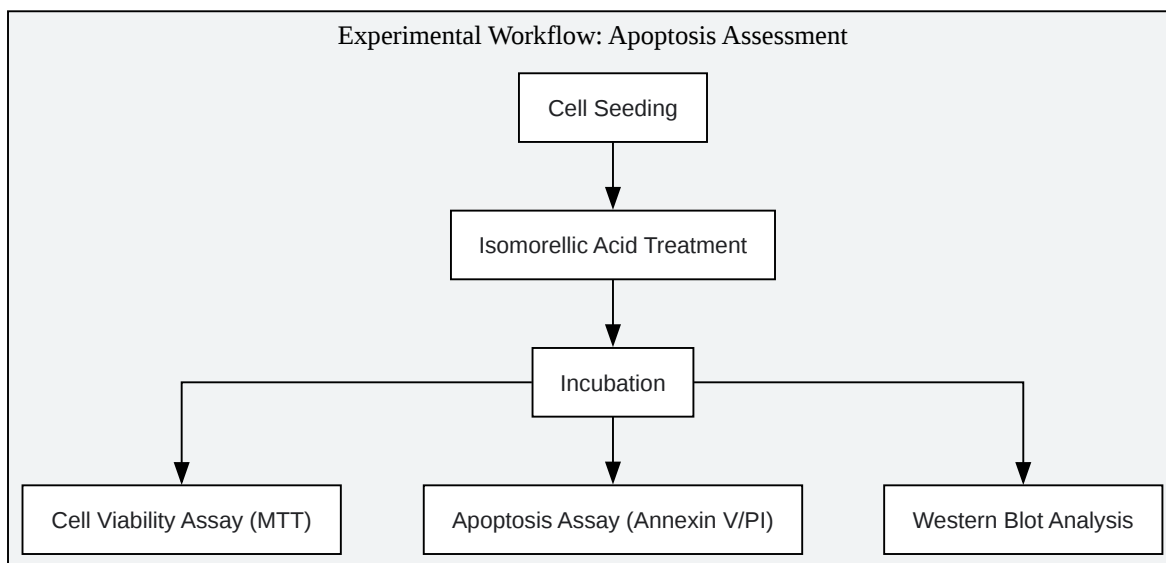 Experimental Workflow: Apoptosis Assessment
Cell Seeding
Isomorellic Acid Treatment
Incubation
Cell Viability Assay (MTT)
Apoptosis Assay (Annexin V/PI)
Western Blot Analysis